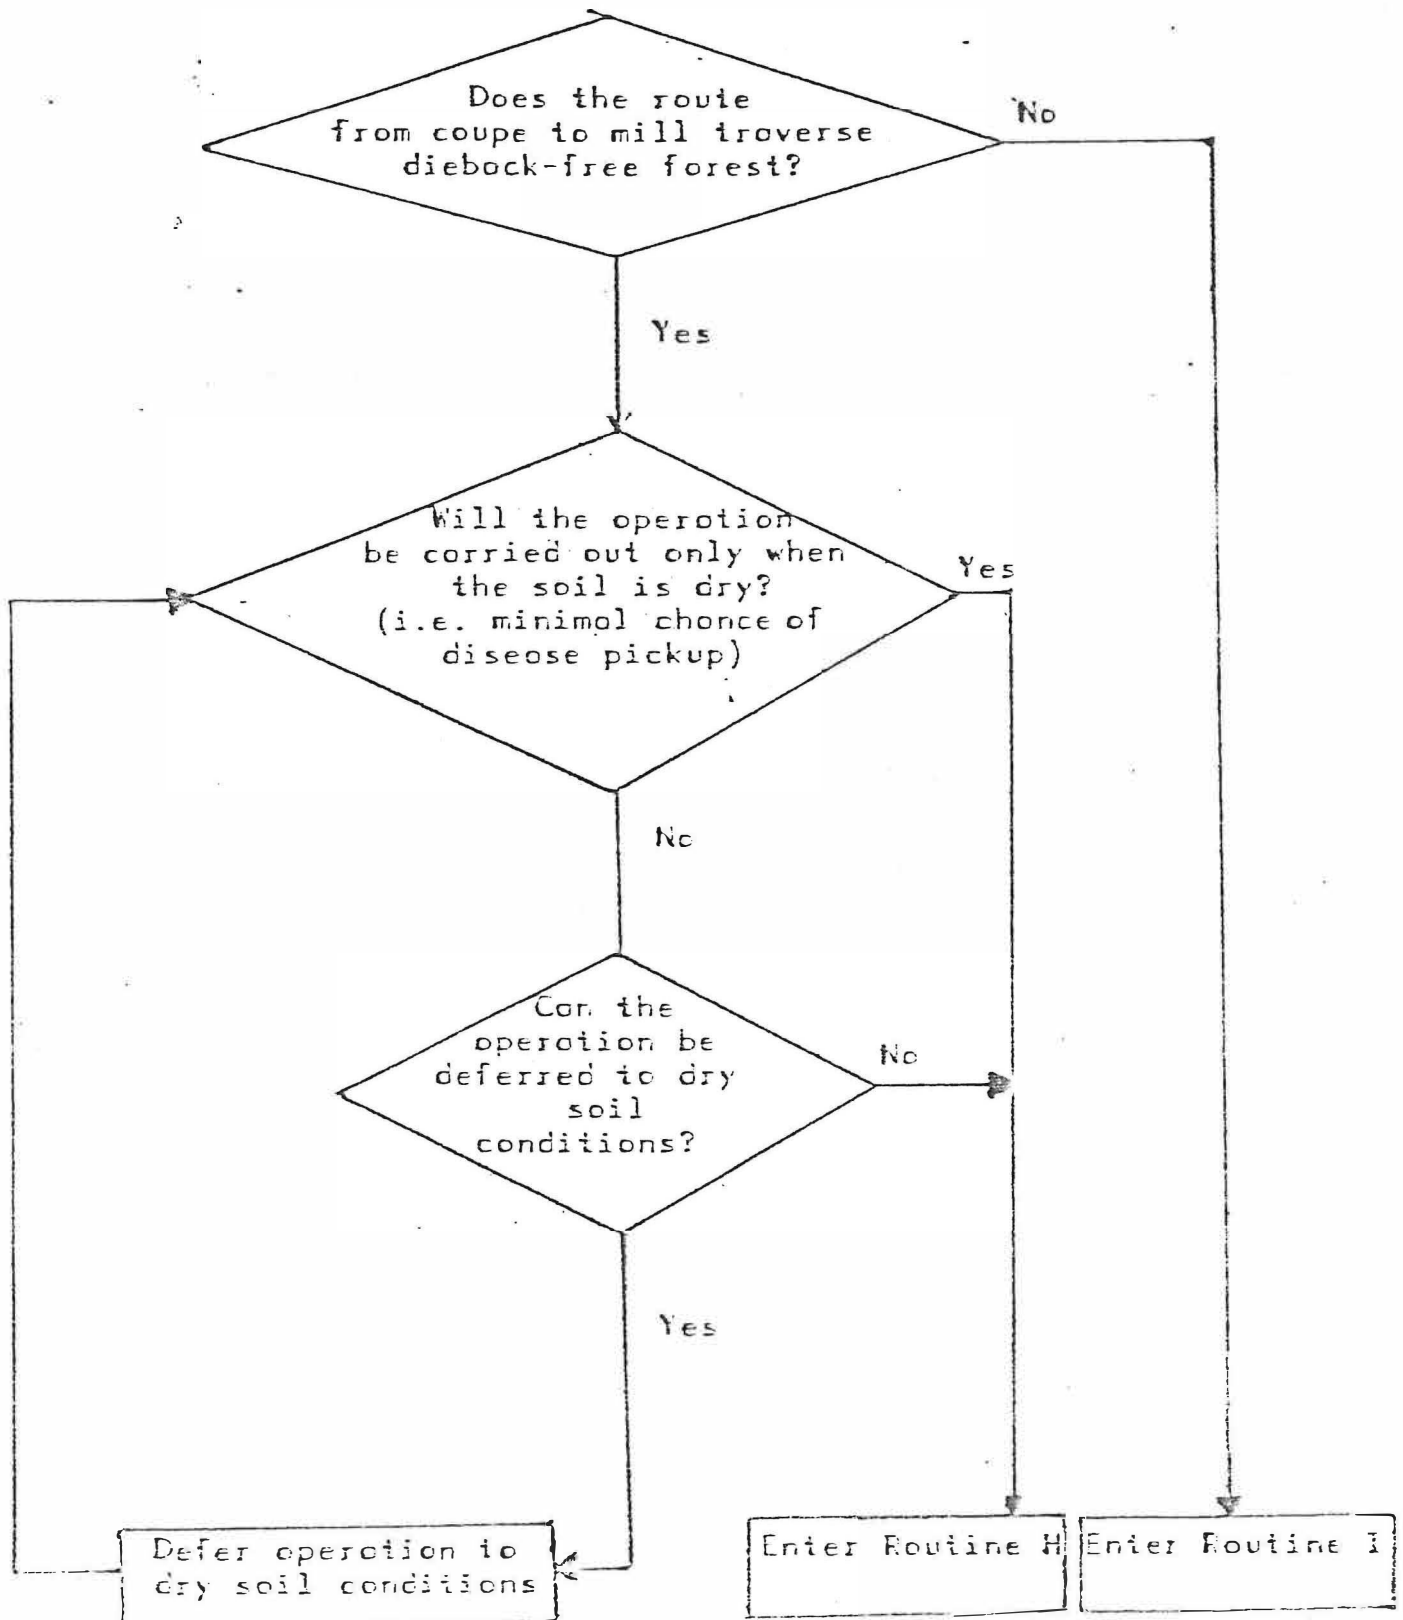 Does the route
from coupe to mill traverse
dieback-free forest?
No
Yes
Will the operation
be carried out only when
the soil is dry?
(i.e. minimal chance of
disease pickup)
Yes
No
Can the
operation be
deferred to dry
soil
conditions?
No
Yes
Defer operation to
dry soil conditions
Enter Routine H
Enter Routine I